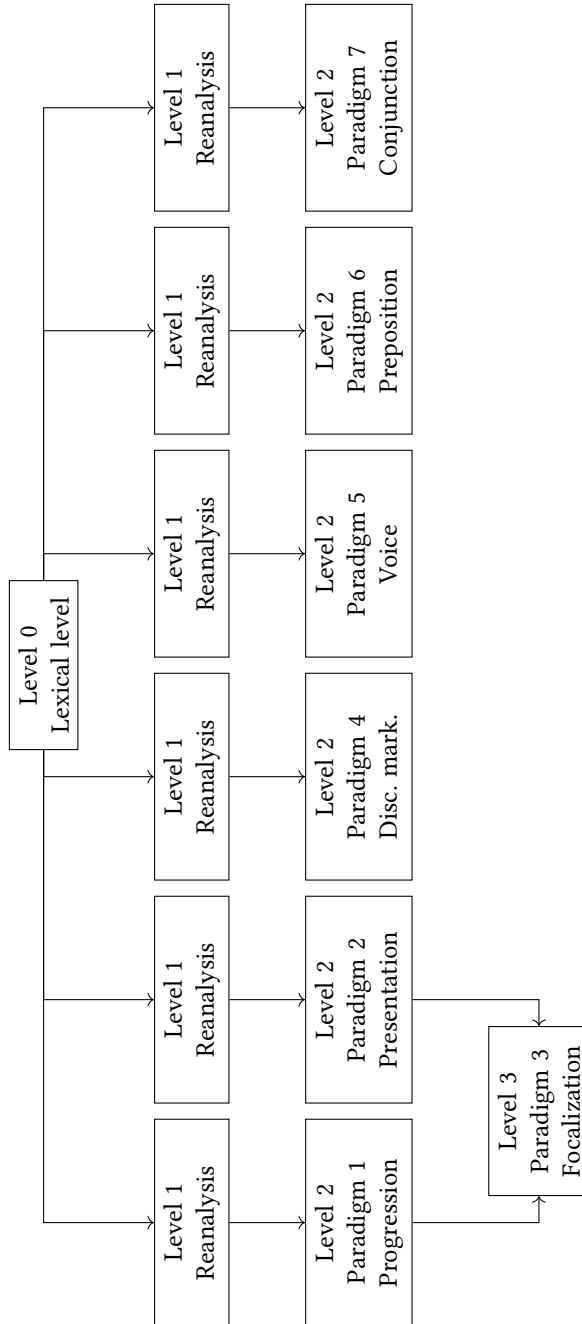 Level 0
Lexical level
Level 1
Reanalysis
Level 1
Reanalysis
Level 1
Reanalysis
Level 1
Reanalysis
Level 1
Reanalysis
Level 1
Reanalysis
Level 2
Paradigm 1
Progression
Level 2
Paradigm 2
Presentation
Level 2
Paradigm 4
Disc. mark.
Level 2
Paradigm 5
Voice
Level 2
Paradigm 6
Preposition
Level 2
Paradigm 7
Conjunction
Level 3
Paradigm 3
Focalization